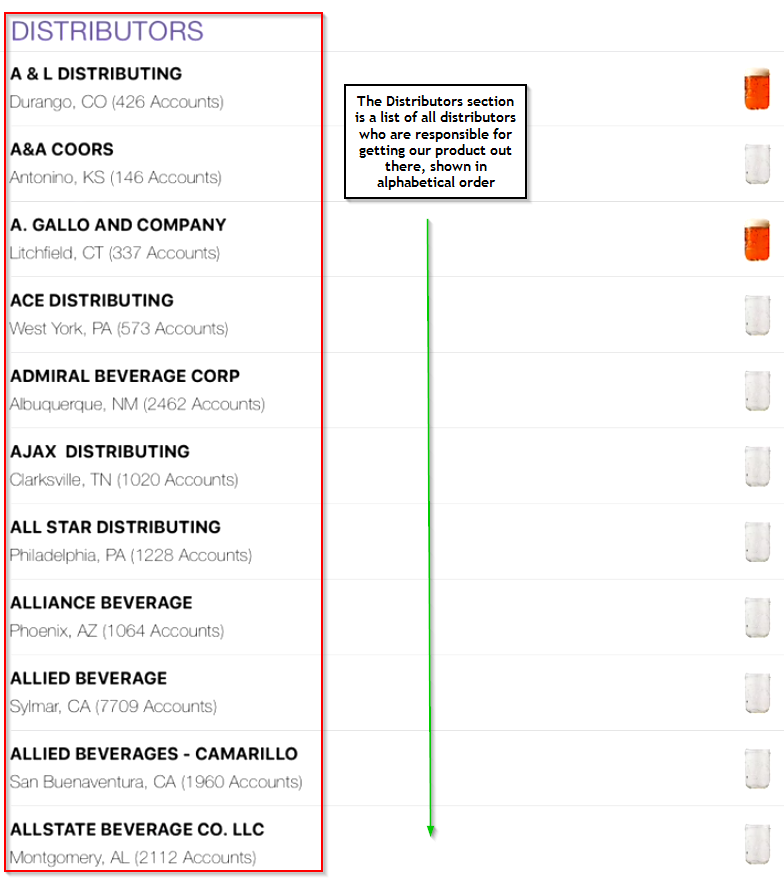 DISTRIBUTORS
A & L DISTRIBUTING
Durango, CO (426 Accounts)
The Distributors section
is a list of all distributors
who are responsible for
getting our product out
there, shown in
alphabetical order
A&A COORS
Antonino, KS (146 Accounts)
A. GALLO AND COMPANY
Litchfield, CT (337 Accounts)
ACE DISTRIBUTING
West York, PA (573 Accounts)
ADMIRAL BEVERAGE CORP
Albuquerque, NM (2462 Accounts)
AJAX  DISTRIBUTING
Clarksville, TN (1020 Accounts)
ALL STAR DISTRIBUTING
Philadelphia, PA (1228 Accounts)
ALLIANCE BEVERAGE
Phoenix, AZ (1064 Accounts)
ALLIED BEVERAGE
Sylmar, CA (7709 Accounts)
ALLIED BEVERAGES - CAMARILLO
San Buenaventura, CA (1960 Accounts)
ALLSTATE BEVERAGE CO. LLC
Montgomery, AL (2112 Accounts)